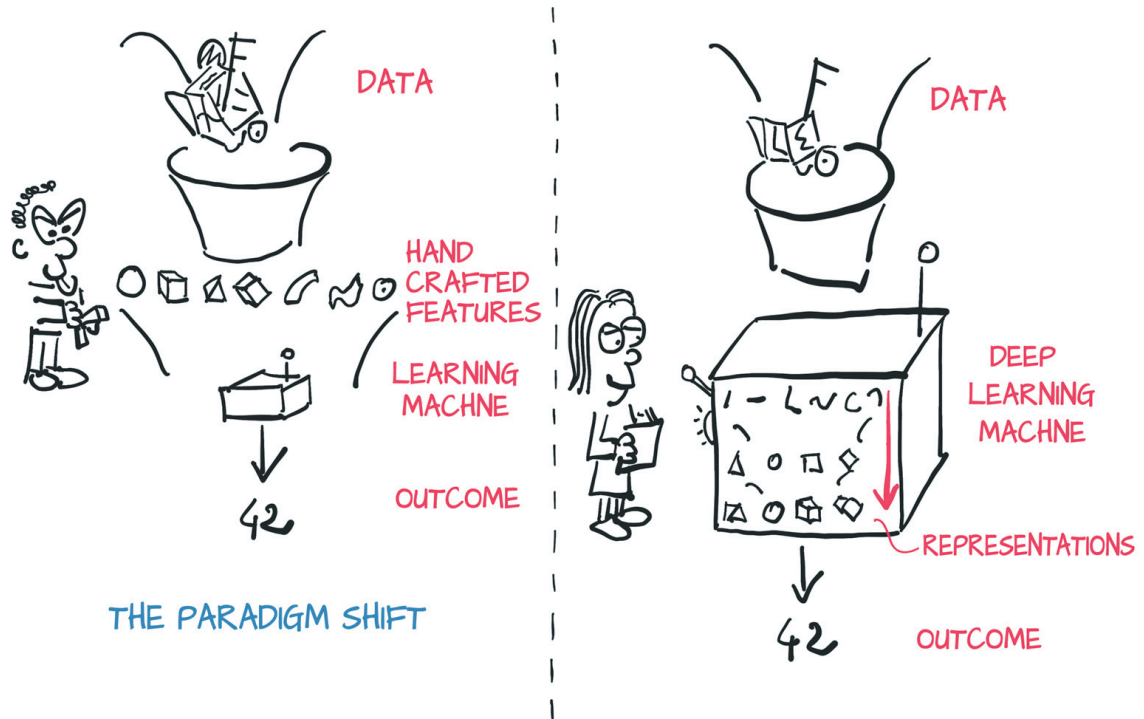 DATA
HAND
CRAFTED
FEATURES
LEARNING
MACHNE
OUTCOME
42
THE PARADIGM SHIFT
DATA
DEEP
LEARNING
MACHNE
REPRESENTATIONS
42
OUTCOME